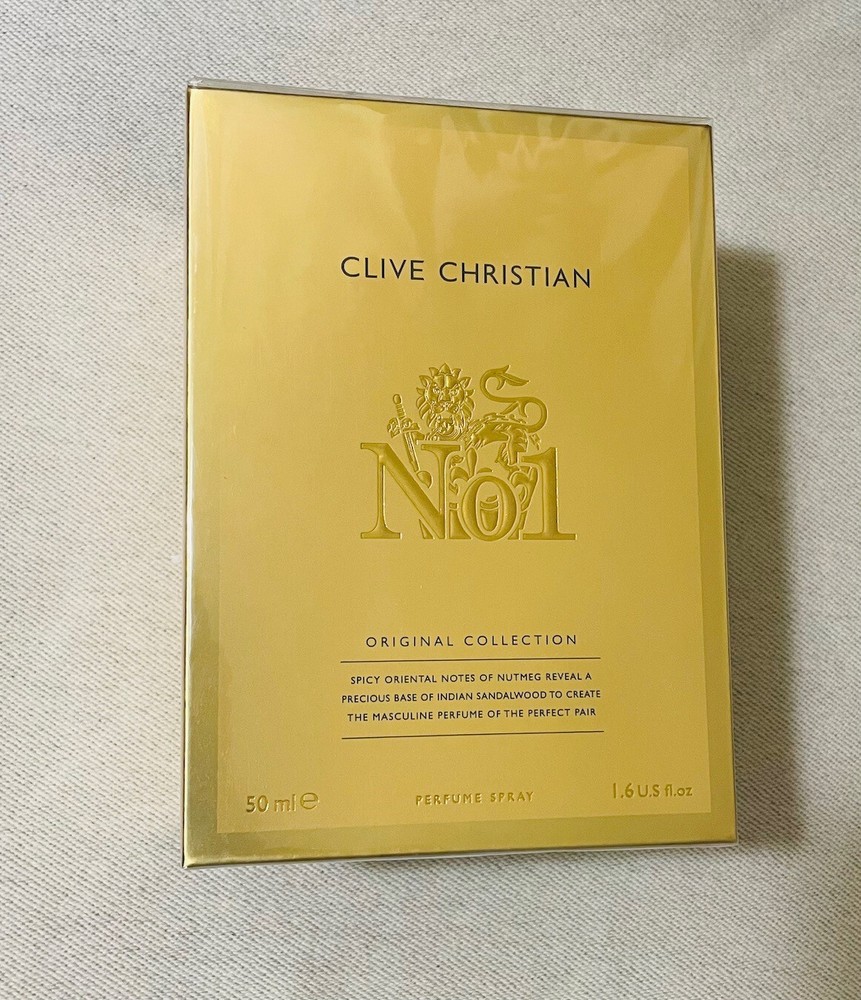 CLIVE CHRISTIAN
No1
ORIGINAL COLLECTION
SPICY ORIENTAL NOTES OF NUTMEG REVEAL A
PRECIOUS BASE OF INDIAN SANDALWOOD TO CREATE
THE MASCULINE PERFUME OF THE PERFECT PAIR
50 ml ℮ PERFUME SPRAY 1.6 U.S fl.oz